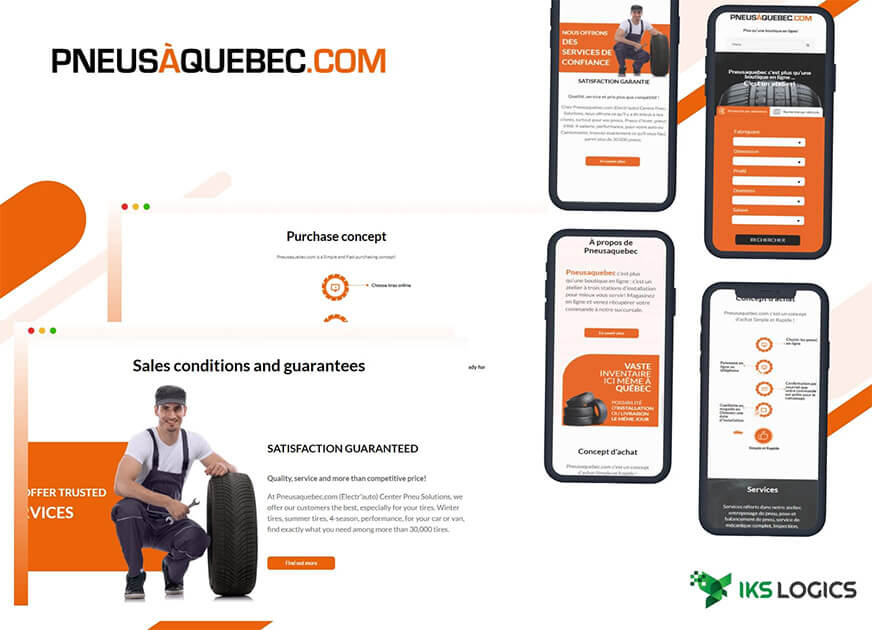 PNEUSÀQUEBEC.COM
NOUS OFFRONS
DES
SERVICES DE
CONFIANCE
SATISFACTION GARANTIE
Qualité, service et prix plus que compétitif !
En savoir plus
PNEUSÀQUEBEC.COM
Plus qu'une boutique en ligne!
Menu
Pneusaquebec c'est plus qu'une
boutique en ligne ...
C'est un atelier!
Fabriquant
Dimension
Profil
Diamètre
Saison
RECHERCHER
Purchase concept
Pneusaquebec.com is a Simple and Fast purchasing concept!
Choose tires online
ady for
Sales conditions and guarantees
OFFER TRUSTED
VICES
SATISFACTION GUARANTEED
Quality, service and more than competitive price!
At Pneusaquebec.com (Électr'auto) Center Pneu Solutions, we
offer our customers the best, especially for your tires. Winter
tires, summer tires, 4-season, performance, for your car or van,
find exactly what you need among more than 30,000 tires.
Find out more
À propos de
Pneusaquebec
Pneusaquebec c'est plus
qu'une boutique en ligne : c'est un
atelier à trois stations d'installation
pour mieux vous servir! Magasinez
en ligne et venez récupérer votre
commande à notre succursale.
En savoir plus
VASTE
INVENTAIRE
ICI MÊME À
QUÉBEC
POSSIBILITÉ
D'INSTALLATION
OU LIVRAISON
LE MÊME JOUR
Concept d'achat
Pneusaquebec.com c'est un concept
d'achat Simple et Rapide !
Concept d'achat
Pneusaquebec.com c'est un concept
d'achat Simple et Rapide !
Choisir les pneus
en ligne
Paiement en
ligne ou
téléphone
Simple et Rapide
Services
Services offerts dans notre atelier,
entreposage de pneu, pose et
balancement de pneu, service de
mécanique complet, inspection,
IKS LOGICS